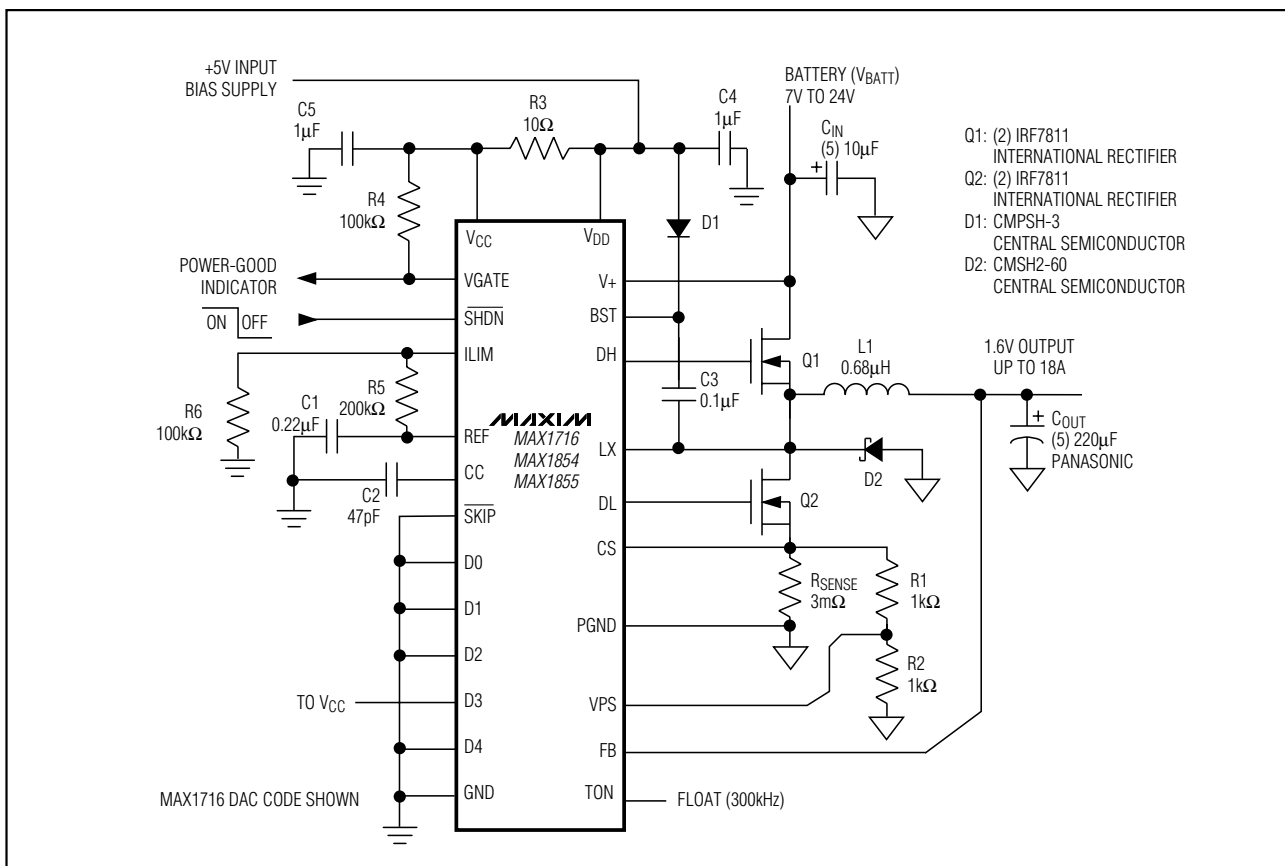 +5V INPUT
BIAS SUPPLY
C5
1µF
R3
10Ω
C4
1µF
BATTERY (VBATT)
7V TO 24V
CIN
(5) 10µF
+
Q1: (2) IRF7811
INTERNATIONAL RECTIFIER
Q2: (2) IRF7811
INTERNATIONAL RECTIFIER
D1: CMPSH-3
CENTRAL SEMICONDUCTOR
D2: CMSH2-60
CENTRAL SEMICONDUCTOR
R4
100kΩ
D1
VCC
VDD
POWER-GOOD
INDICATOR
VGATE
V+
ON
OFF
SHDN
BST
ILIM
DH
Q1
L1
0.68µH
1.6V OUTPUT
UP TO 18A
R6
100kΩ
C1
0.22µF
R5
200kΩ
C3
0.1µF
+
COUT
(5) 220µF
PANASONIC
REF
MAXIM
MAX1716
MAX1854
MAX1855
LX
D2
CC
C2
47pF
DL
Q2
SKIP
CS
D0
RSENSE
3mΩ
R1
1kΩ
D1
PGND
D2
R2
1kΩ
TO VCC
D3
VPS
D4
FB
MAX1716 DAC CODE SHOWN
GND
TON
FLOAT (300kHz)